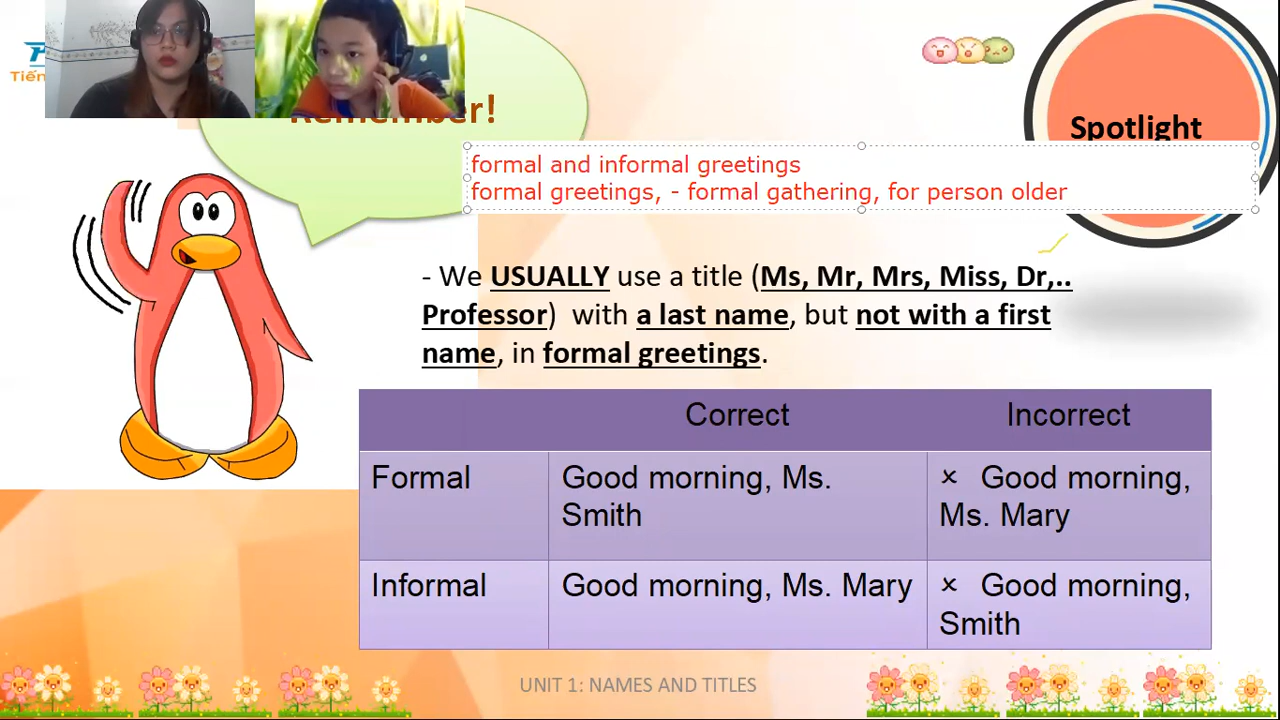 Tiến
Remember!
Spotlight
formal and informal greetings
formal greetings, - formal gathering, for person older
- We USUALLY use a title (Ms, Mr, Mrs, Miss, Dr,..
Professor) with a last name, but not with a first
name, in formal greetings.
Correct Incorrect
Formal Good morning, Ms. × Good morning,
Smith Ms. Mary
Informal Good morning, Ms. Mary × Good morning,
Smith
UNIT 1: NAMES AND TITLES